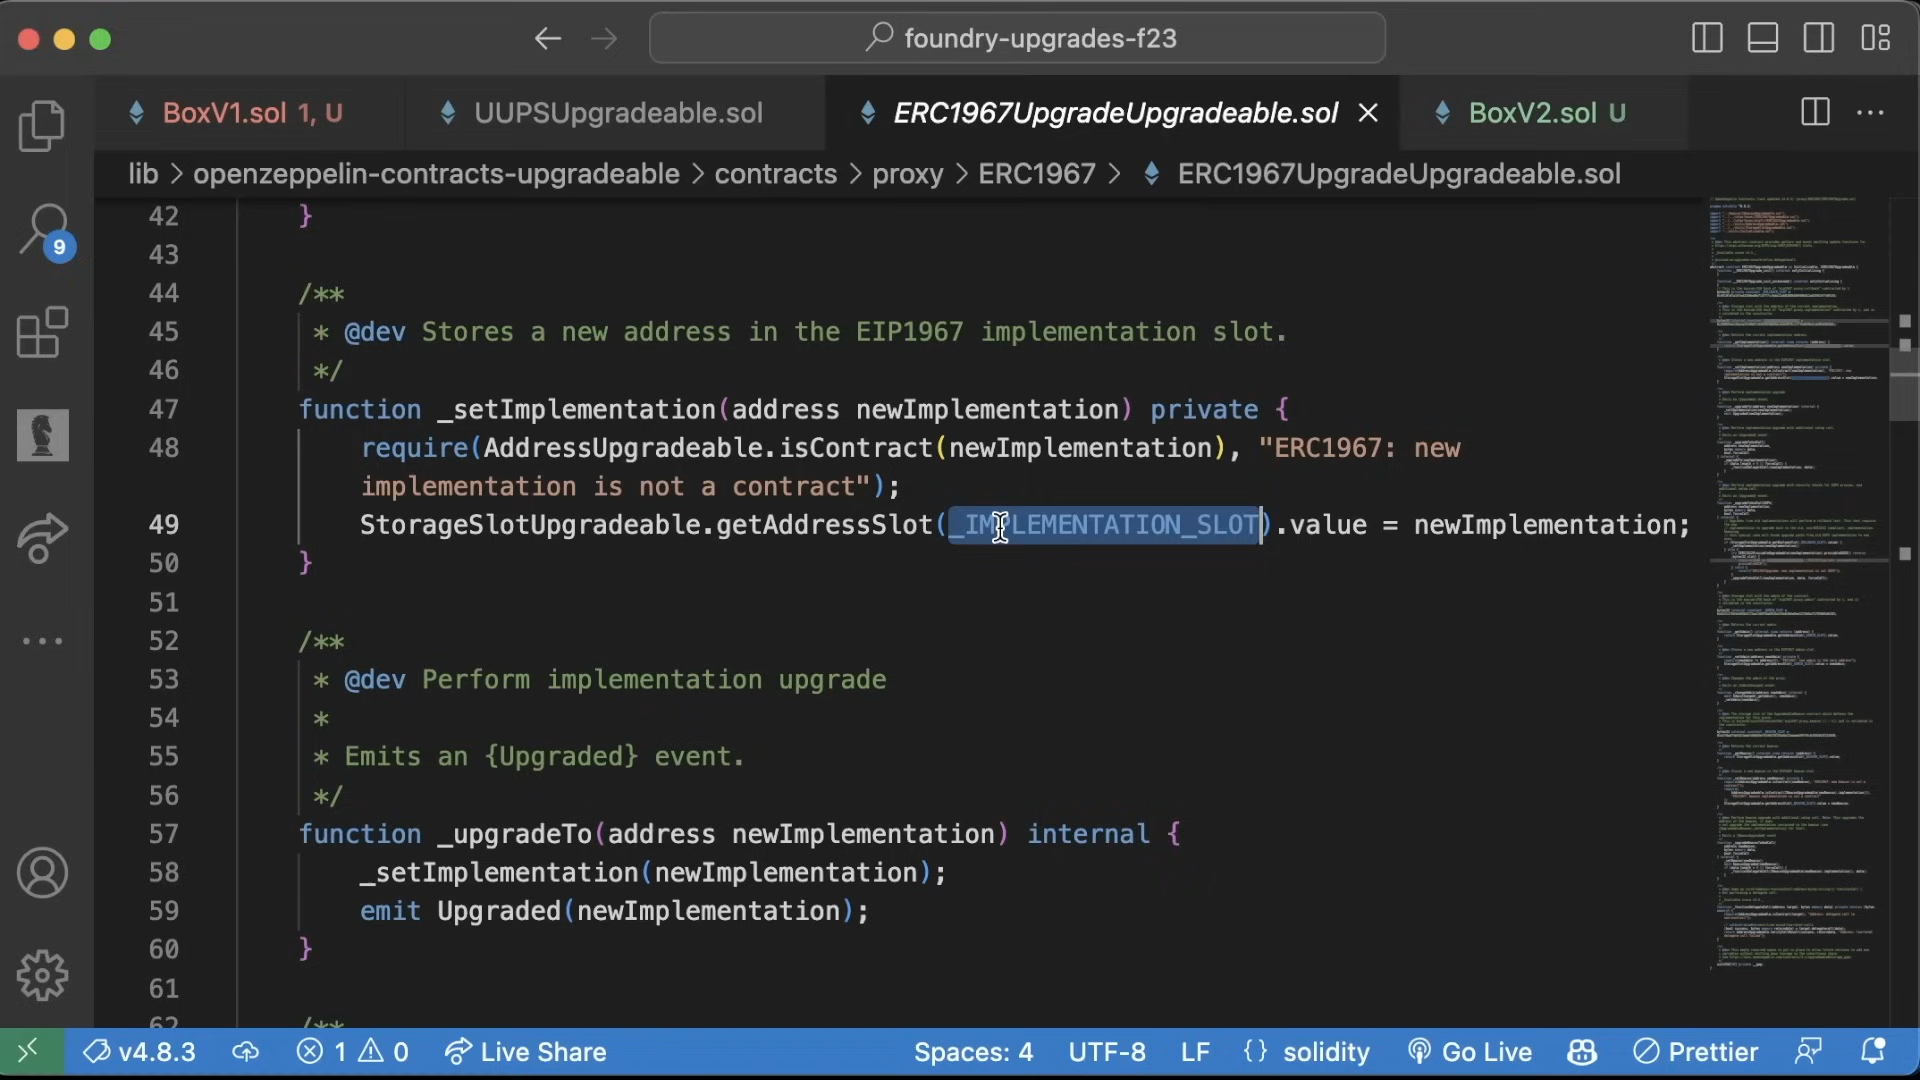 foundry-upgrades-f23
BoxV1.sol 1, U
UUPSUpgradeable.sol
ERC1967UpgradeUpgradeable.sol
BoxV2.sol U
lib > openzeppelin-contracts-upgradeable > contracts > proxy > ERC1967 > ERC1967UpgradeUpgradeable.sol
9
42 }
43
44 /**
45 * @dev Stores a new address in the EIP1967 implementation slot.
46 */
47 function _setImplementation(address newImplementation) private {
48 require(AddressUpgradeable.isContract(newImplementation), "ERC1967: new
implementation is not a contract");
49 StorageSlotUpgradeable.getAddressSlot(_IMPLEMENTATION_SLOT).value = newImplementation;
50 }
51
52 /**
53 * @dev Perform implementation upgrade
54 *
55 * Emits an {Upgraded} event.
56 */
57 function _upgradeTo(address newImplementation) internal {
58 _setImplementation(newImplementation);
59 emit Upgraded(newImplementation);
60 }
61
62 /**
v4.8.3 1 0 Live Share Spaces: 4 UTF-8 LF {} solidity Go Live Prettier